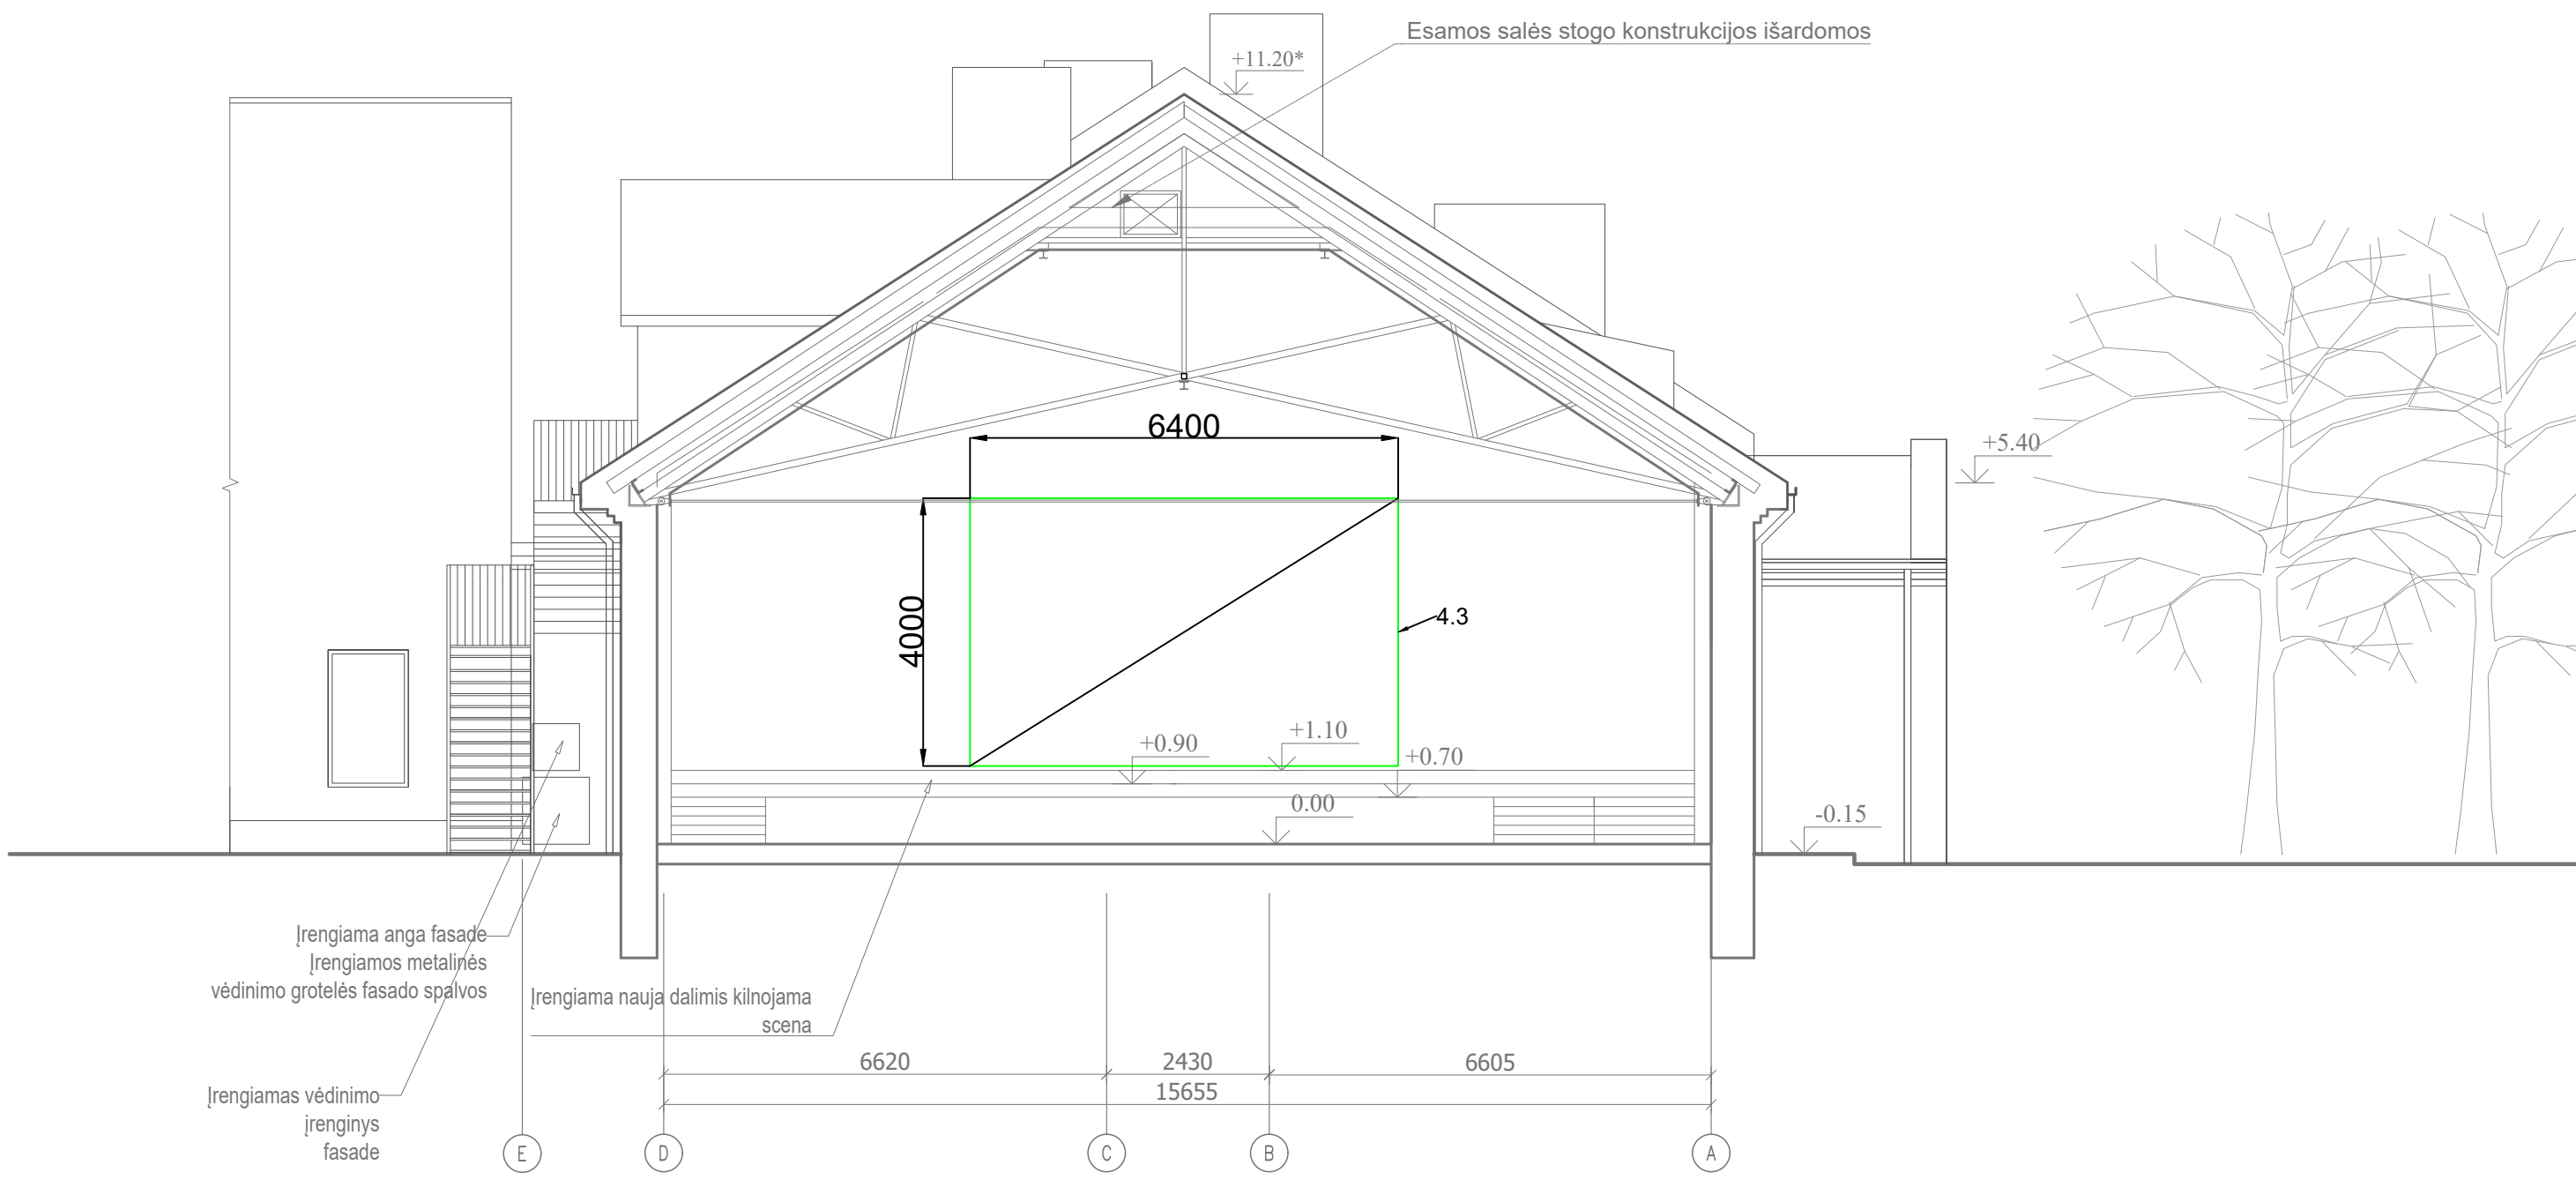 Esamos salės stogo konstrukcijos išardomos
+11.20*
6400
+5.40
4000
4.3
+1.10
+0.90
+0.70
0.00
-0.15
Įrengiama anga fasade
Įrengiamos metalinės
vėdinimo grotelės fasado spalvos
Įrengiama nauja dalimis kilnojama
scena
6620
2430
6605
15655
Įrengiamas vėdinimo
įrenginys
fasade
E
D
C
B
A